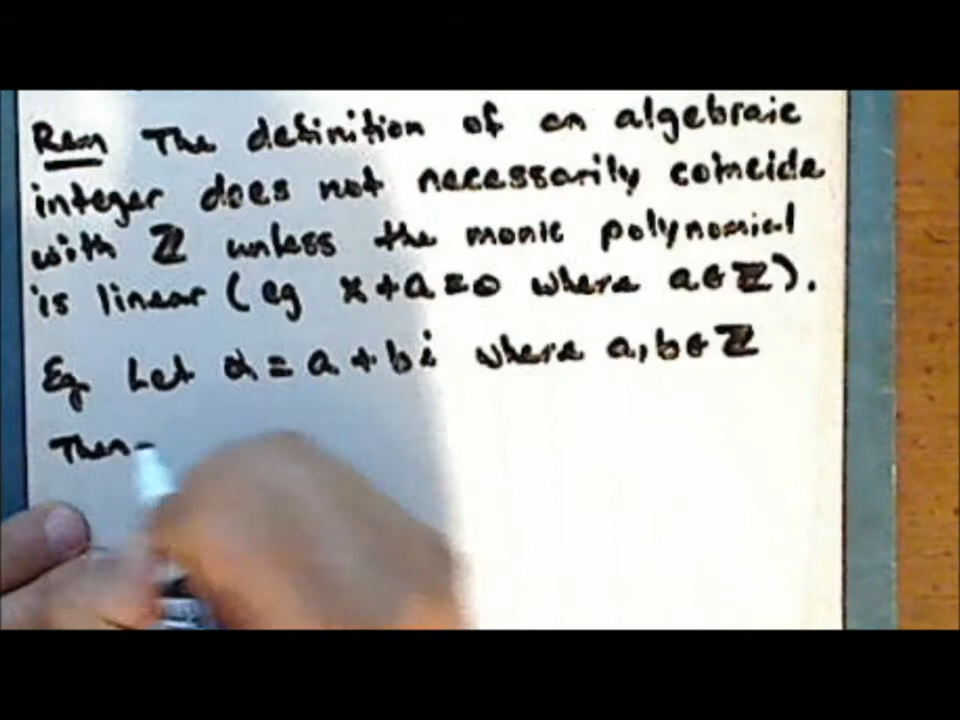 Rem The definition of an algebraic
integer does not necessarily coincide
with ℤ unless the monic polynomial
is linear (eg x+a=0 where a∈ℤ).
Eg Let α = a + bi where a,b∈ℤ
Then